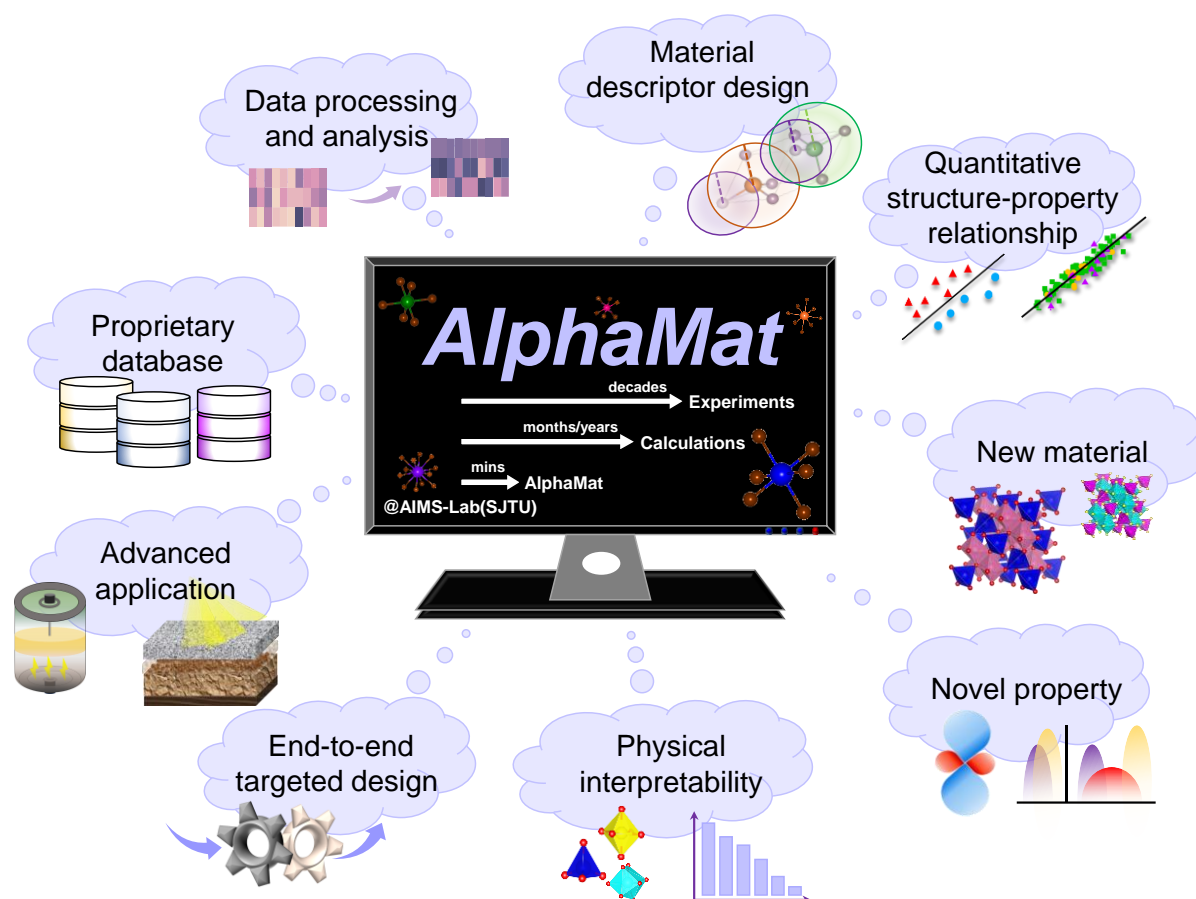 Material
descriptor design
Data processing
and analysis
Quantitative
structure-property
relationship
Proprietary
database
AlphaMat
decades
Experiments
months/years
Calculations
mins
AlphaMat
@AIMS-Lab(SJTU)
New material
Advanced
application
Novel property
End-to-end
targeted design
Physical
interpretability